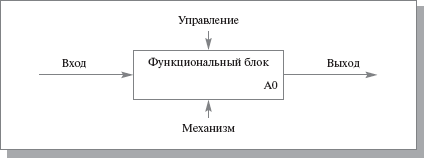 Управление
Вход
Функциональный блок
Выход
A0
Механизм